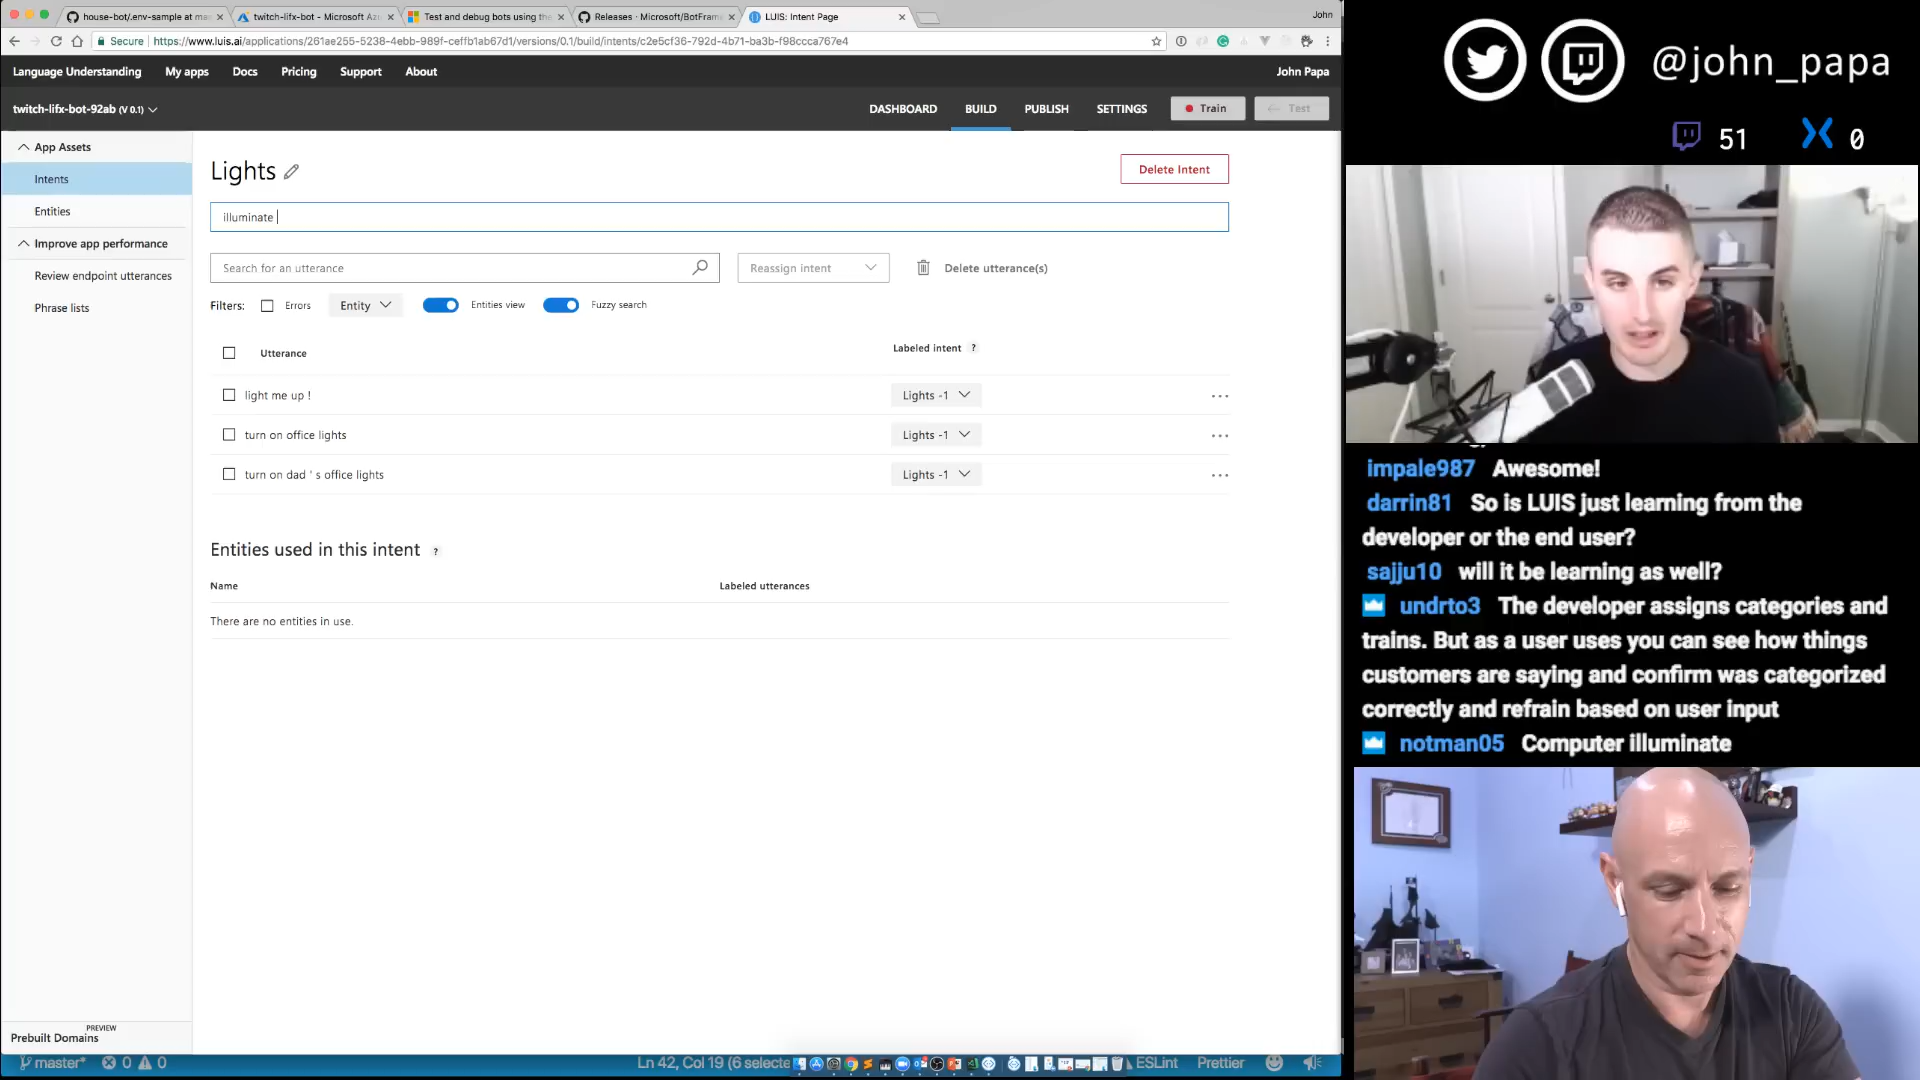 house-bot/.env-sample at mas
twitch-lifx-bot - Microsoft Az
Test and debug bots using the
Releases · Microsoft/BotFram
LUIS: Intent Page
John
Secure
https://www.luis.ai/applications/261ae255-5238-4ebb-989f-ceffb1ab67d1/versions/0.1/build/intents/c2e5cf36-792d-4b71-ba3b-f98ccca767e4
Language Understanding My apps Docs Pricing Support About John Papa
twitch-lifx-bot-92ab (V 0.1) DASHBOARD BUILD PUBLISH SETTINGS Train Test
App Assets
Intents
Entities
Improve app performance
Review endpoint utterances
Phrase lists
Prebuilt Domains PREVIEW
Lights
Delete Intent
illuminate
Search for an utterance
Reassign intent
Delete utterance(s)
Filters: Errors Entity Entities view Fuzzy search
Utterance Labeled intent ?
light me up ! Lights -1
turn on office lights Lights -1
turn on dad ' s office lights Lights -1
Entities used in this intent ?
Name Labeled utterances
There are no entities in use.
master* 0 0 Ln 42, Col 19 (6 selecte ESLint Prettier
@john_papa
51 0
impale987 Awesome!
darrin81 So is LUIS just learning from the
developer or the end user?
sajju10 will it be learning as well?
undrto3 The developer assigns categories and
trains. But as a user uses you can see how things
customers are saying and confirm was categorized
correctly and refrain based on user input
notman05 Computer illuminate